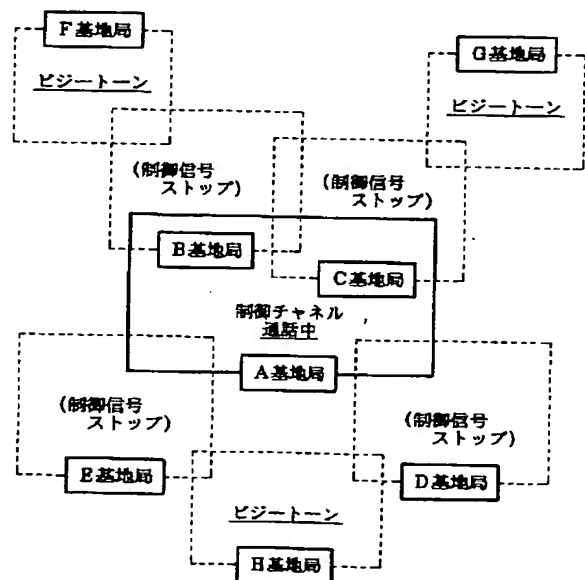 F基地局
ビジートーン
G基地局
ビジートーン
(制御信号
ストップ)
(制御信号
ストップ)
B基地局
C基地局
制御チャネル
通話中
A基地局
(制御信号
ストップ)
(制御信号
ストップ)
E基地局
D基地局
ビジートーン
H基地局